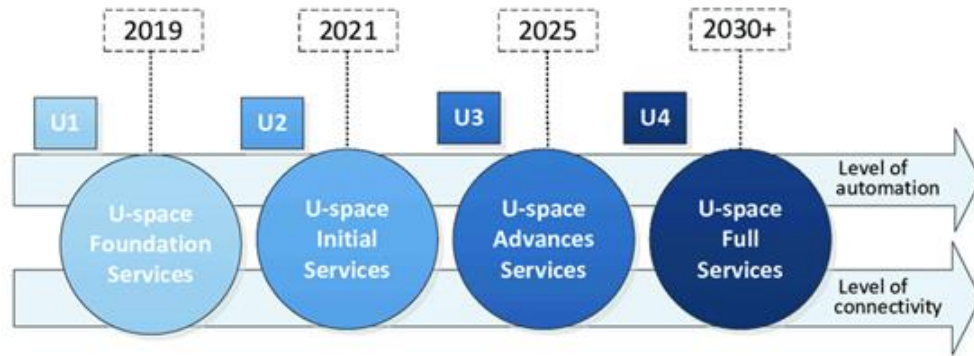 2019
2021
2025
2030+
U1
U2
U3
U4
U-space
Foundation
Services
U-space
Initial
Services
U-space
Advances
Services
U-space
Full
Services
Level of
automation
Level of
connectivity